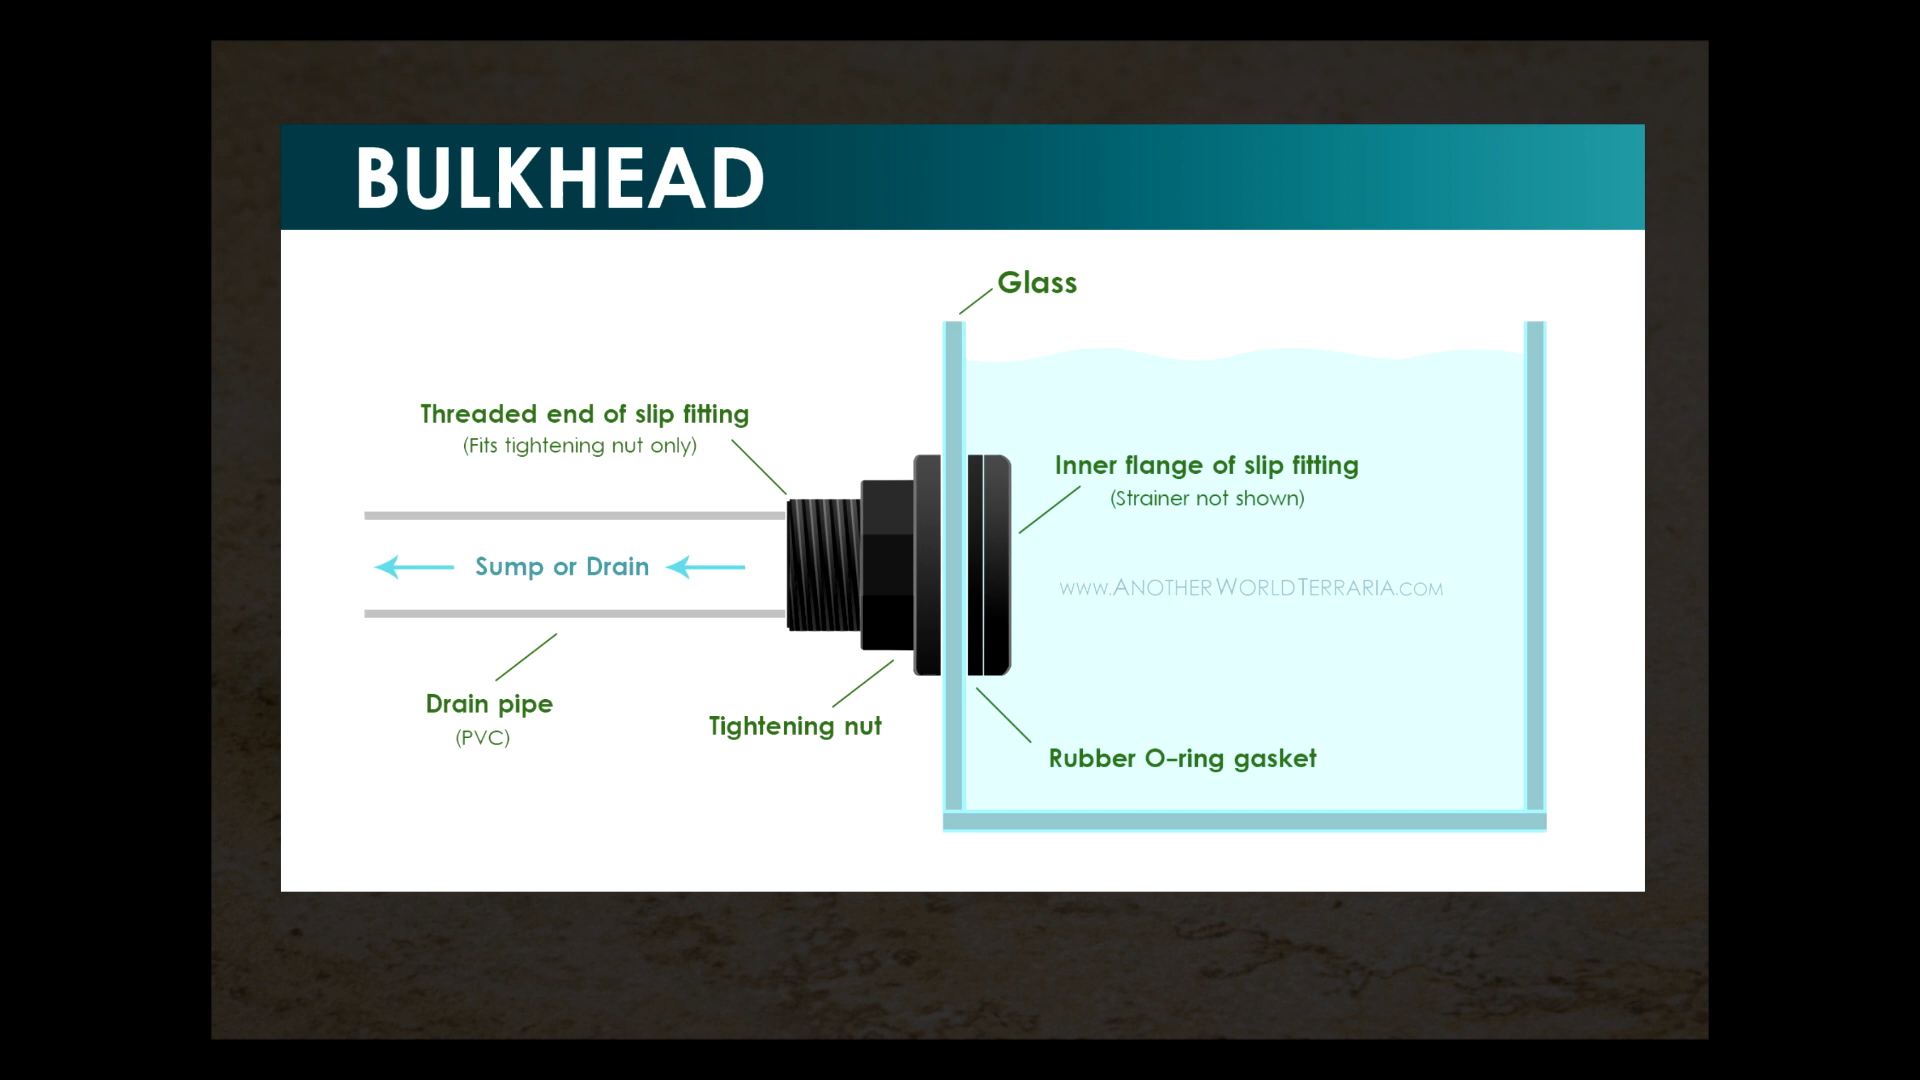 BULKHEAD
Glass
Threaded end of slip fitting
(Fits tightening nut only)
Inner flange of slip fitting
(Strainer not shown)
Sump or Drain
www.AnotherWorldTerraria.com
Drain pipe
(PVC)
Tightening nut
Rubber O-ring gasket